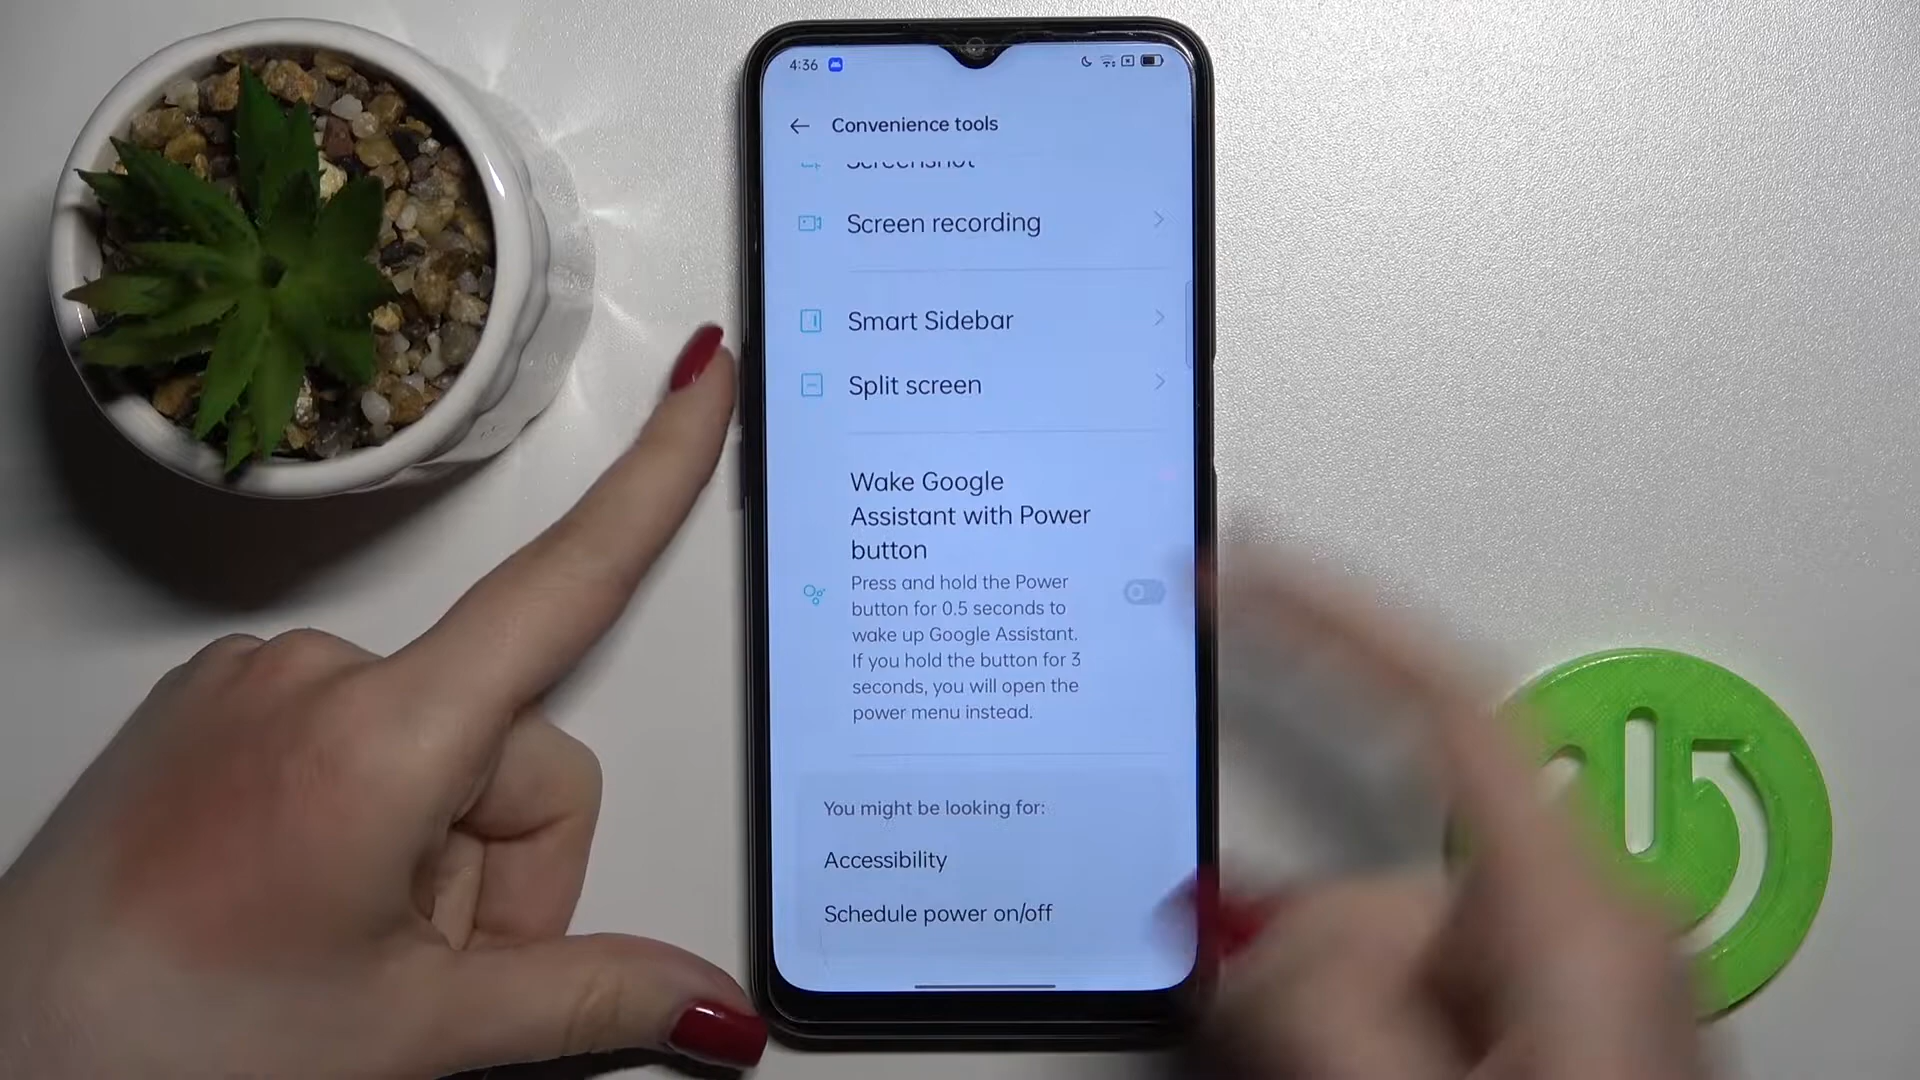 4:36
Convenience tools
Screenshot
Screen recording
Smart Sidebar
Split screen
Wake Google
Assistant with Power
button
Press and hold the Power
button for 0.5 seconds to
wake up Google Assistant.
If you hold the button for 3
seconds, you will open the
power menu instead.
You might be looking for:
Accessibility
Schedule power on/off